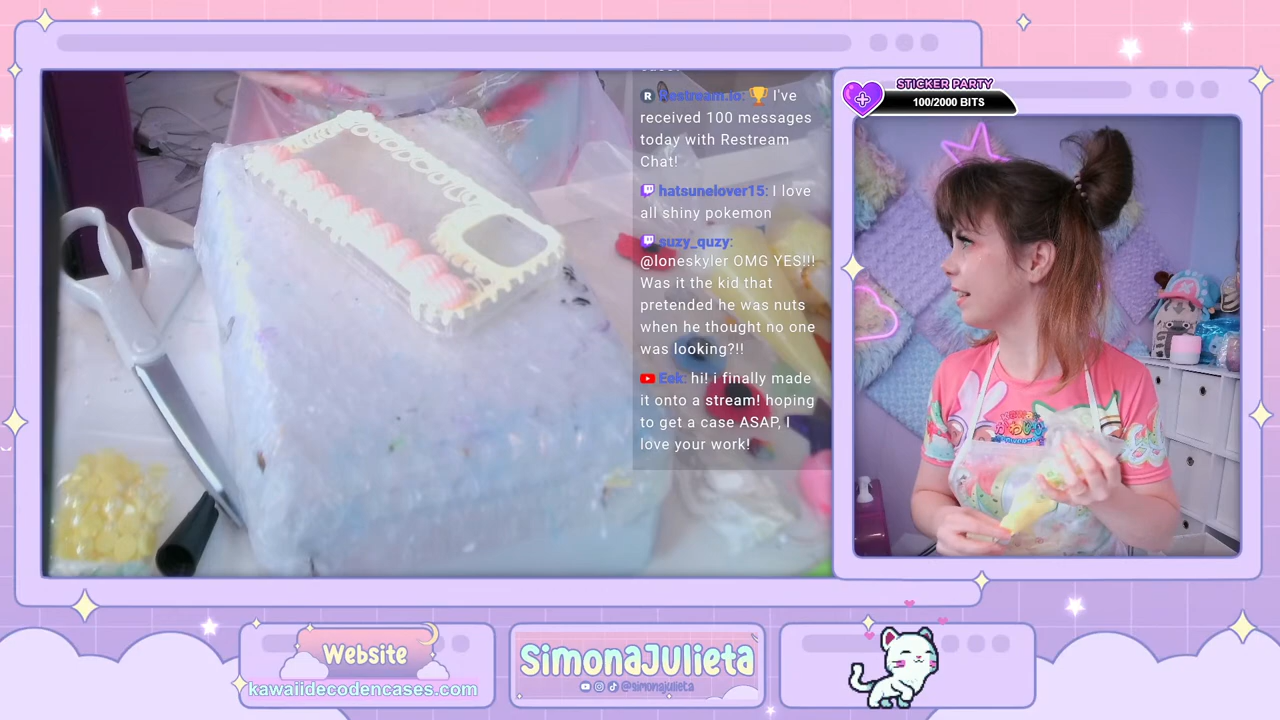 STICKER PARTY
100/2000 BITS
Restream.io: 🏆 I've
received 100 messages
today with Restream
Chat!
hatsunelover15: I love
all shiny pokemon
suzy_quzy:
@loneskyler OMG YES!!!
Was it the kid that
pretended he was nuts
when he thought no one
was looking?!!
Eek: hi! i finally made
it onto a stream! hoping
to get a case ASAP, I
love your work!
Website
kawaiidecodencases.com
SimonaJulieta
@simonajulieta